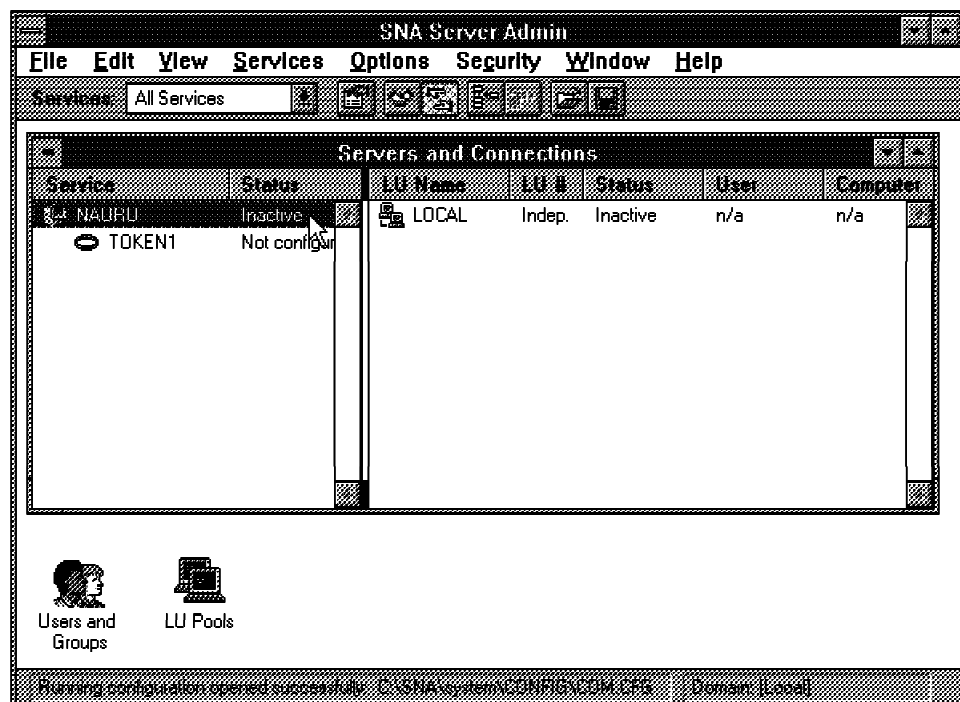 SNA Server Admin
File Edit View Services Options Security Window Help
Services: All Services
Servers and Connections
Service Status LU Name LU # Status User Computer
NAURU Inactive LOCAL Indep. Inactive n/a n/a
TOKEN1 Not configur
Users and Groups
LU Pools
Running configuration opened successfully: C:\SNA\system\CONFIG\COM.CFG Domain: [Local]